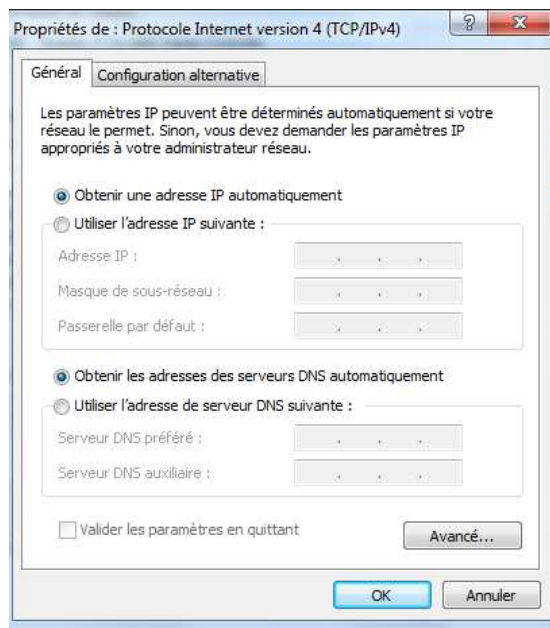 Propriétés de : Protocole Internet version 4 (TCP/IPv4)
Général
Configuration alternative
Les paramètres IP peuvent être déterminés automatiquement si votre
réseau le permet. Sinon, vous devez demander les paramètres IP
appropriés à votre administrateur réseau.
Obtenir une adresse IP automatiquement
Utiliser l'adresse IP suivante :
Adresse IP :
Masque de sous-réseau :
Passerelle par défaut :
Obtenir les adresses des serveurs DNS automatiquement
Utiliser l'adresse de serveur DNS suivante :
Serveur DNS préféré :
Serveur DNS auxiliaire :
Valider les paramètres en quittant
Avancé...
OK
Annuler